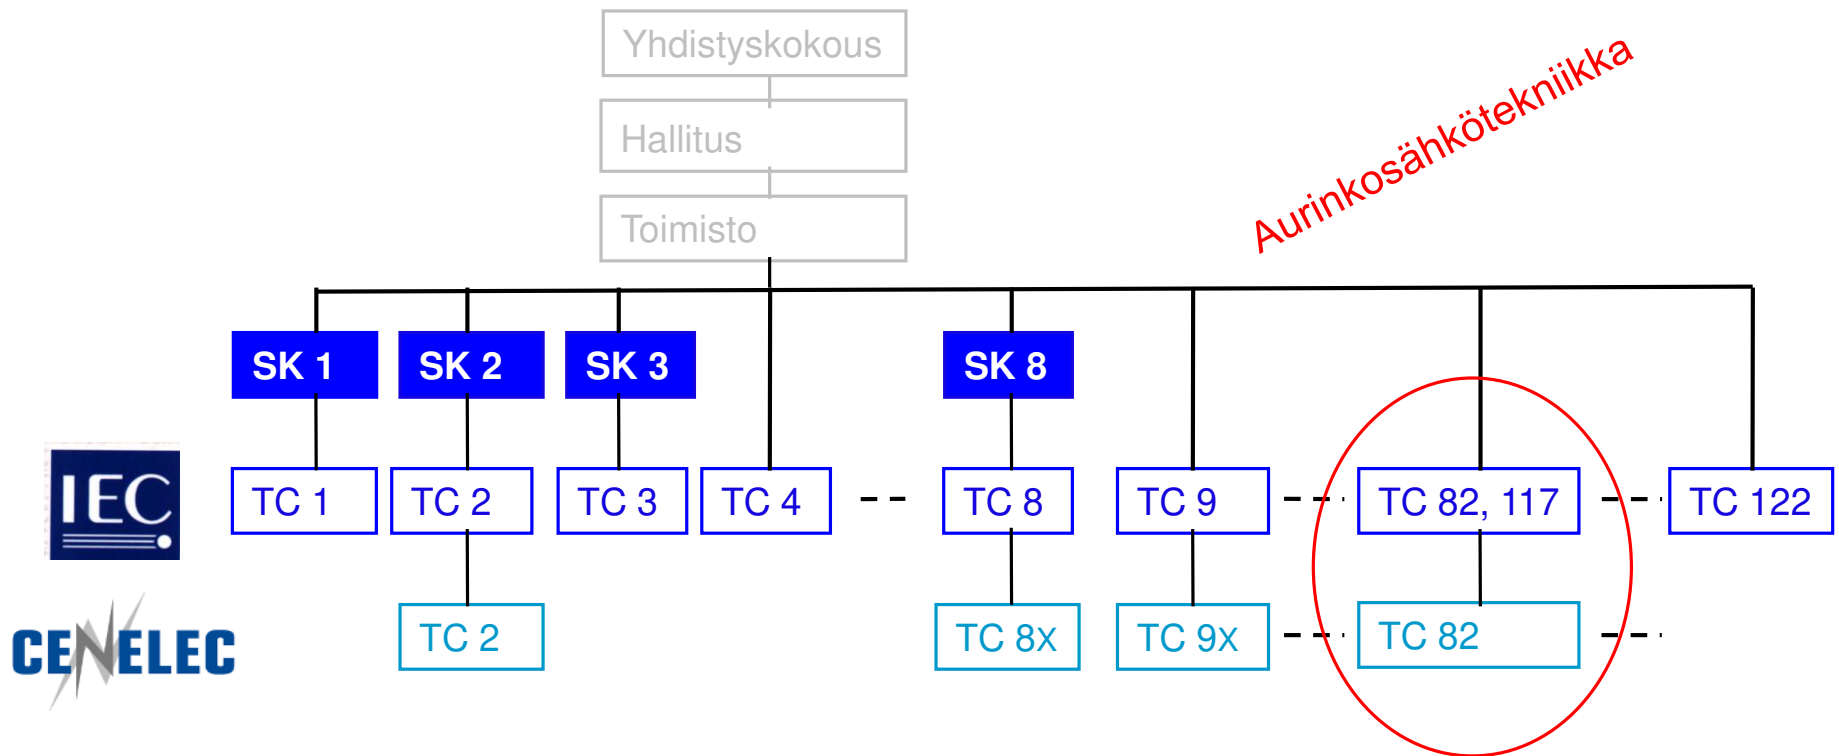 Yhdistyskokous
Hallitus
Toimisto
Aurinkosähkötekniikka
SK 1
SK 2
SK 3
SK 8
IEC
TC 1
TC 2
TC 3
TC 4
TC 8
TC 9
TC 82, 117
TC 122
CENELEC
TC 2
TC 8X
TC 9X
TC 82